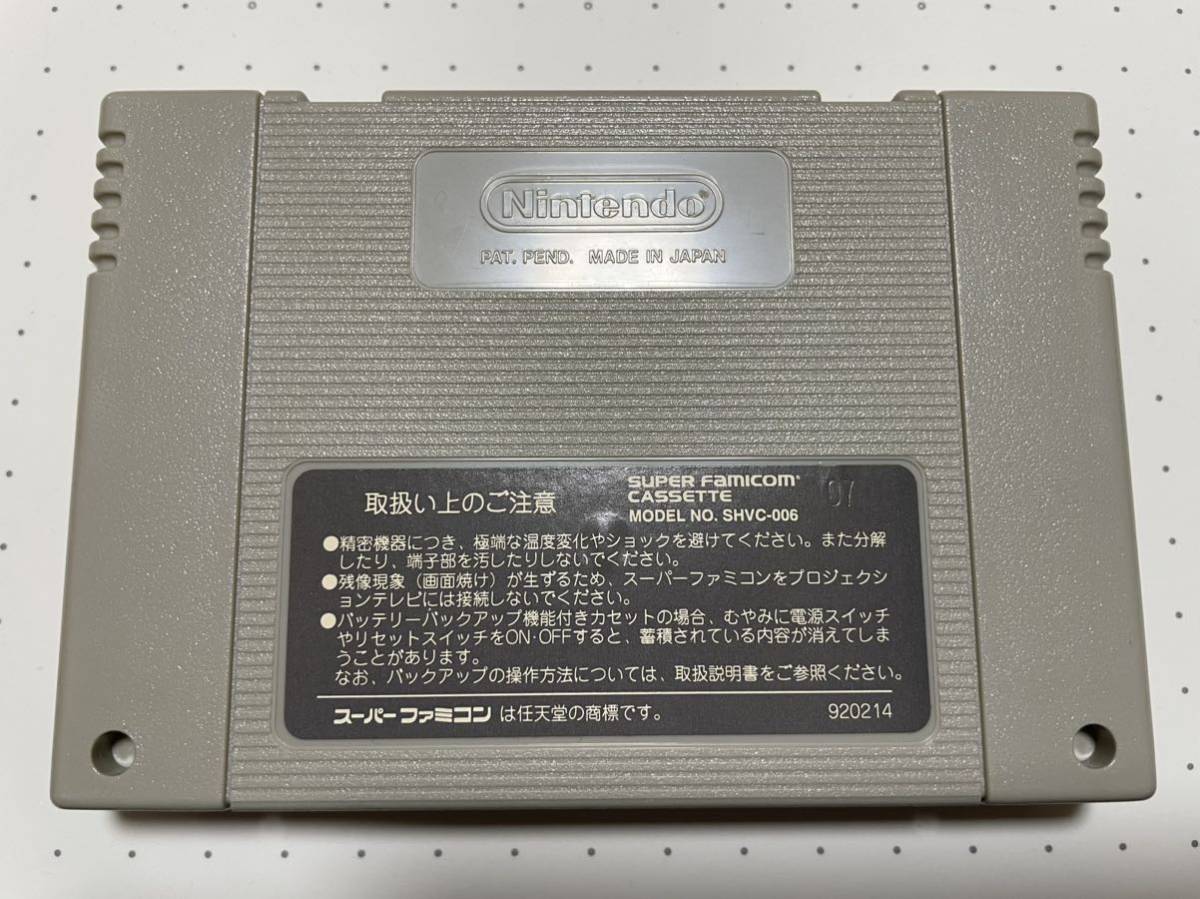 Nintendo®
PAT. PEND. MADE IN JAPAN
取扱い上のご注意
SUPER FAMICOM®
CASSETTE
MODEL NO. SHVC-006
07
●精密機器につき、極端な湿度変化やショックを避けてください。また分解
したり、端子部を汚したりしないでください。
●残像現象（画面焼け）が生ずるため、スーパーファミコンをプロジェクシ
ョンテレビには接続しないでください。
●バッテリーバックアップ機能付きカセットの場合、むやみに電源スイッチ
やリセットスイッチをON・OFFすると、蓄積されている内容が消えてしま
うことがあります。
なお、バックアップの操作方法については、取扱説明書をご参照ください。
スーパーファミコン は任天堂の商標です。
920214